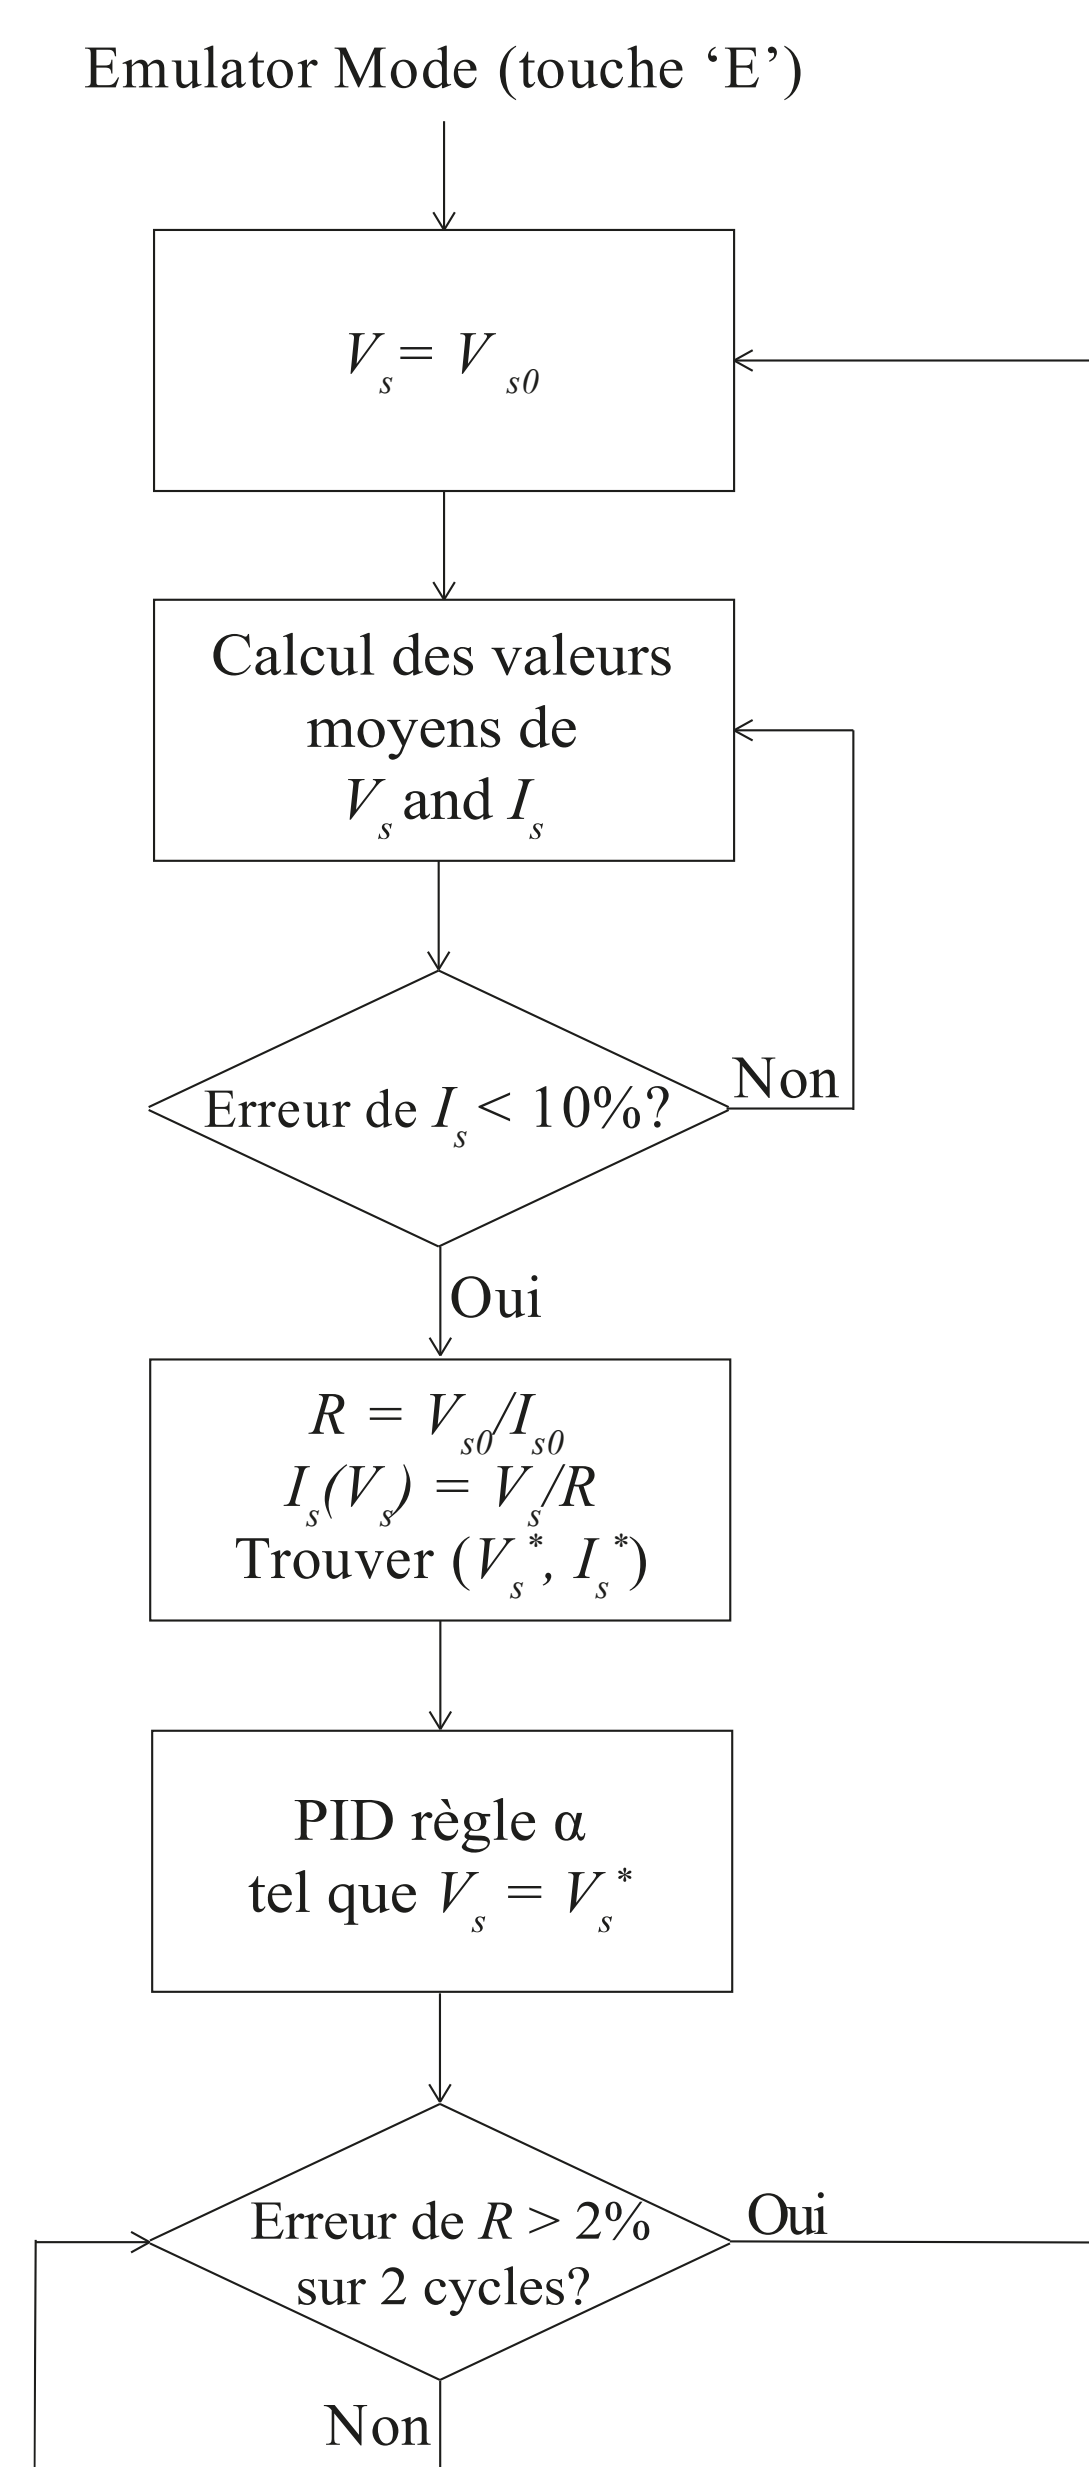 Emulator Mode (touche ‘E’)
Vs = Vs0
Calcul des valeurs
moyens de
Vs and Is
Erreur de Is < 10%?
Non
Oui
R = Vs0/Is0
Is(Vs) = Vs/R
Trouver (Vs*, Is*)
PID règle α
tel que Vs = Vs*
Erreur de R > 2%
sur 2 cycles?
Oui
Non